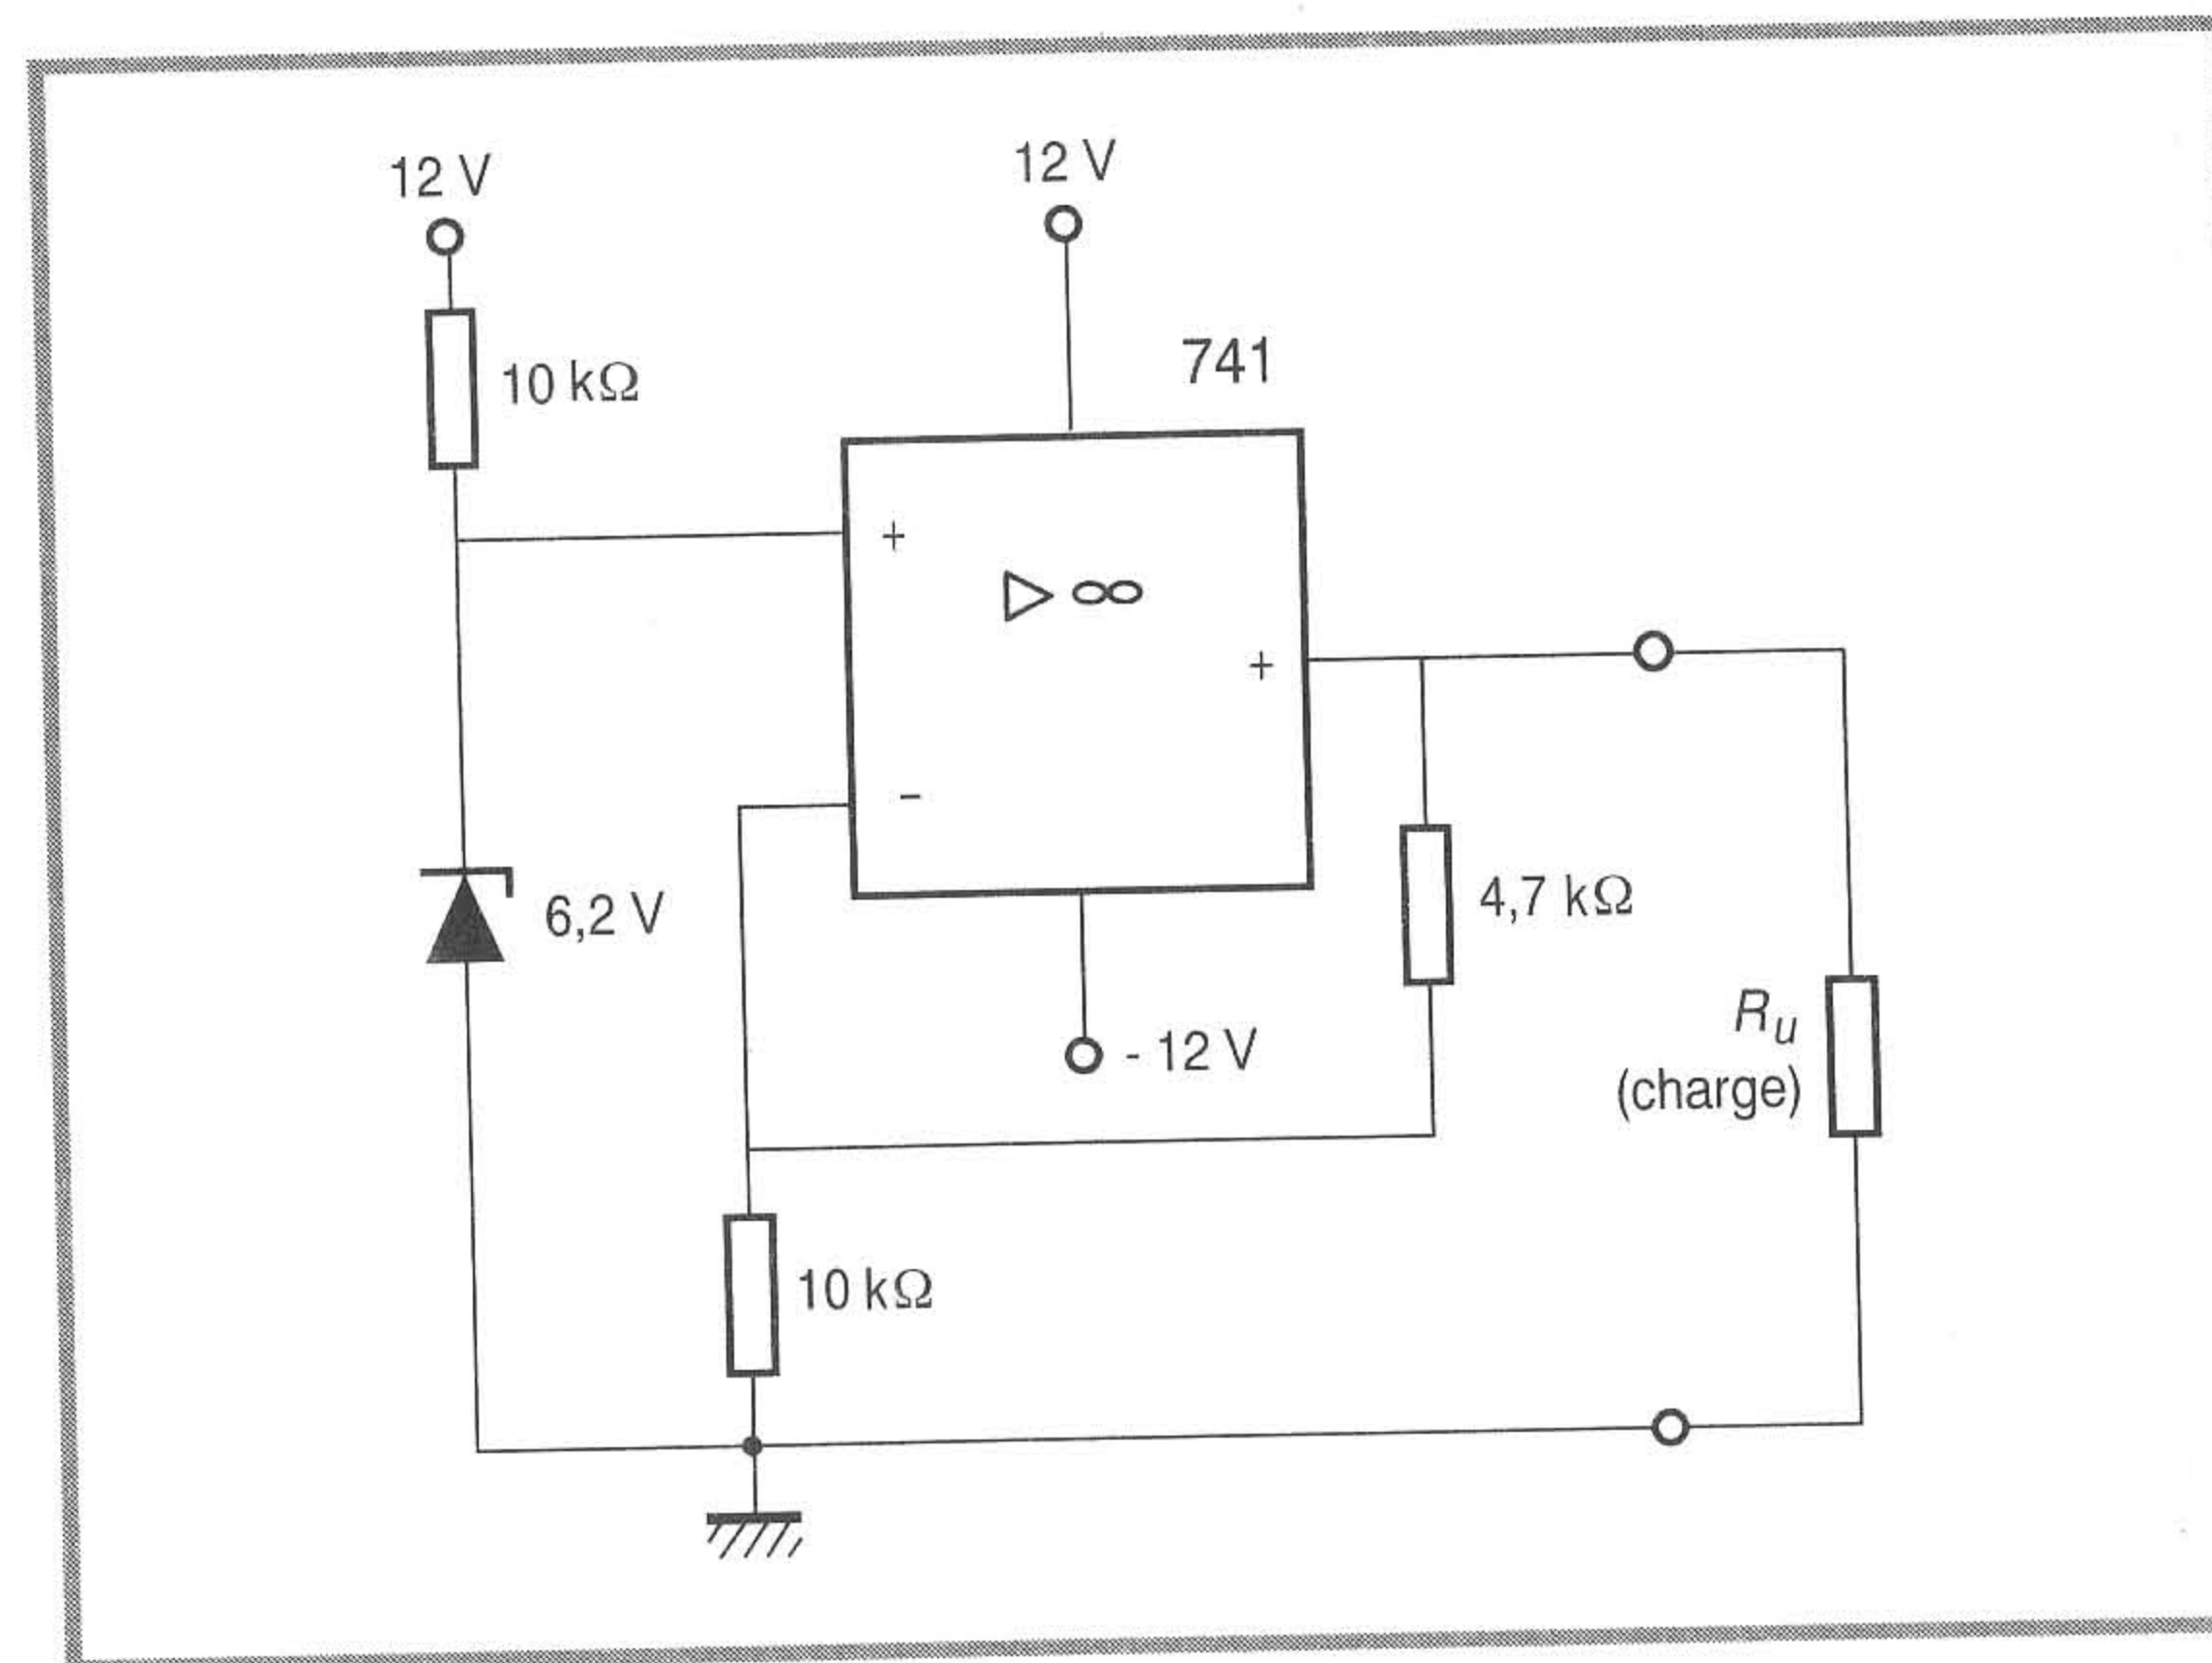 12 V
12 V
741
10 kΩ
+
▷ ∞
+
-
4,7 kΩ
6,2 V
- 12 V
Ru
(charge)
10 kΩ